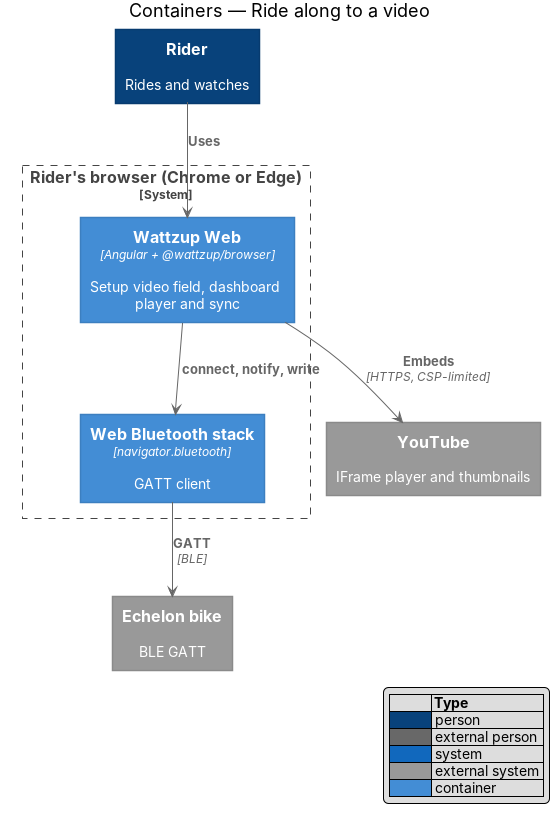 Containers — Ride along to a video
Rider
Rides and watches
Uses
Rider's browser (Chrome or Edge)
[System]
Wattzup Web
[Angular + @wattzup/browser]
Setup video field, dashboard
player and sync
connect, notify, write
Embeds
[HTTPS, CSP-limited]
Web Bluetooth stack
[navigator.bluetooth]
GATT client
YouTube
IFrame player and thumbnails
GATT
[BLE]
Echelon bike
BLE GATT
Type
person
external person
system
external system
container